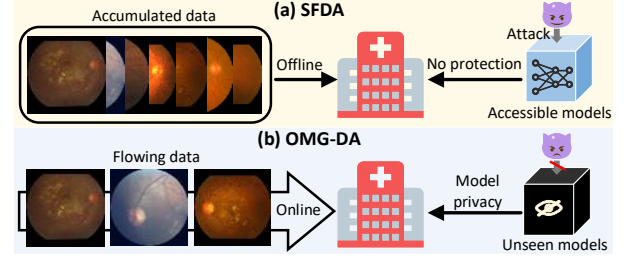 (a) SFDA
Accumulated data
Attack
Offline
No protection
Accessible models
(b) OMG-DA
Flowing data
Online
Model
privacy
Unseen models